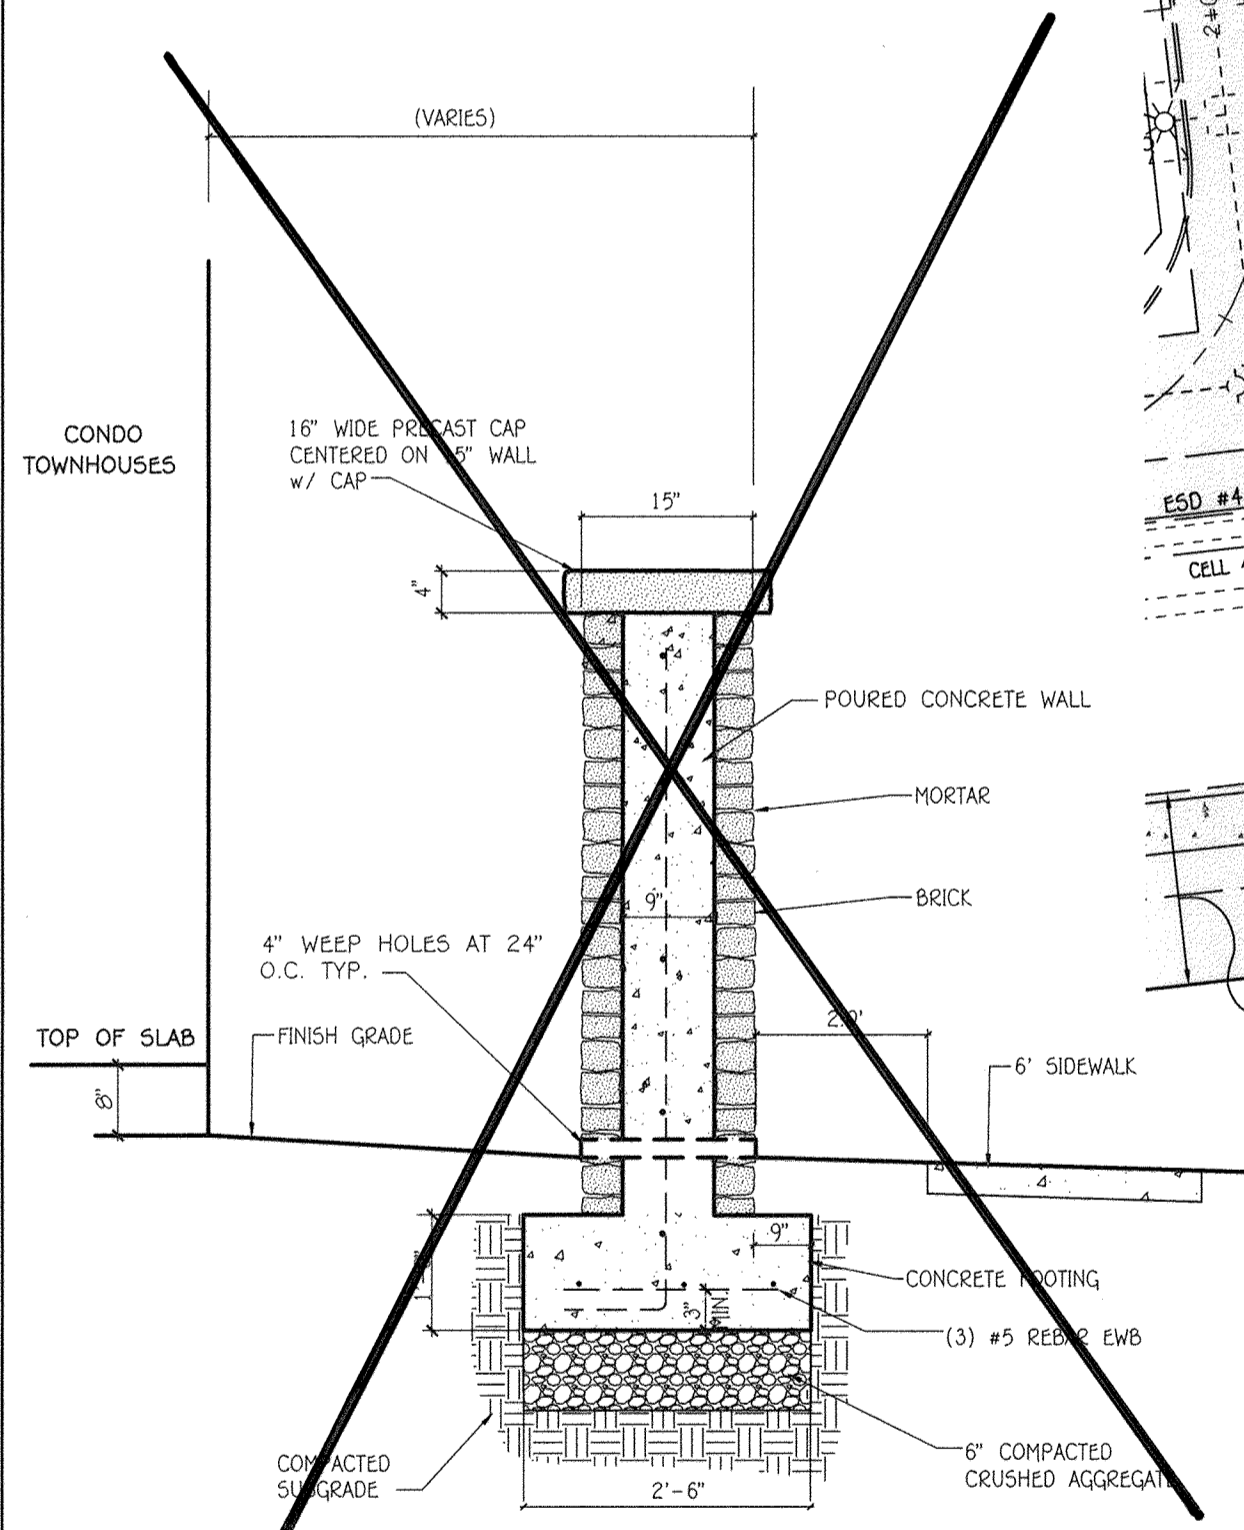 (VARIES)
CONDO
TOWNHOUSES
16" WIDE PRECAST CAP
CENTERED ON 15" WALL
w/ CAP
15"
4"
POURED CONCRETE WALL
MORTAR
BRICK
9"
4" WEEP HOLES AT 24"
O.C. TYP.
TOP OF SLAB
FINISH GRADE
8"
2.0'
6' SIDEWALK
9"
CONCRETE FOOTING
3" MIN.
(3) #5 REBAR EWB
COMPACTED
SUBGRADE
6" COMPACTED
CRUSHED AGGREGATE
2'-6"
ESD #4
CELL